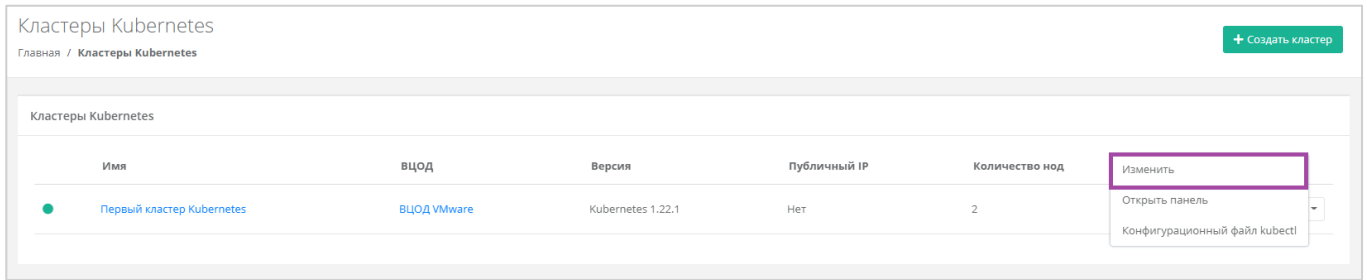 Кластеры Kubernetes
Главная / Кластеры Kubernetes
+ Создать кластер
Кластеры Kubernetes
Имя ВЦОД Версия Публичный IP Количество нод
Изменить
Первый кластер Kubernetes ВЦОД VMware Kubernetes 1.22.1 Нет 2
Открыть панель
Конфигурационный файл kubectl